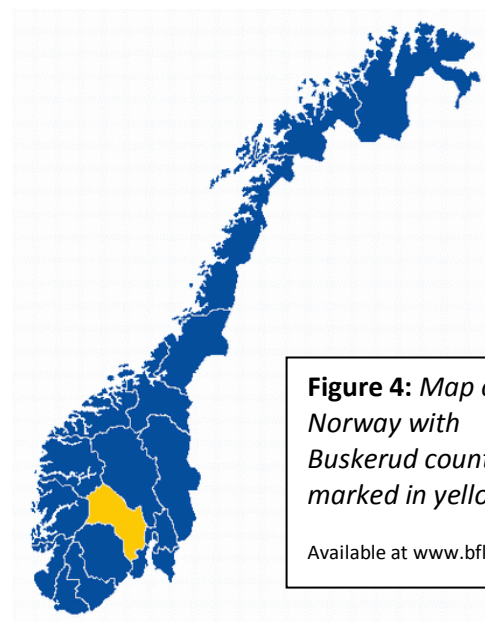 Figure 4: Map
Norway with
Buskerud
marked in
Available at